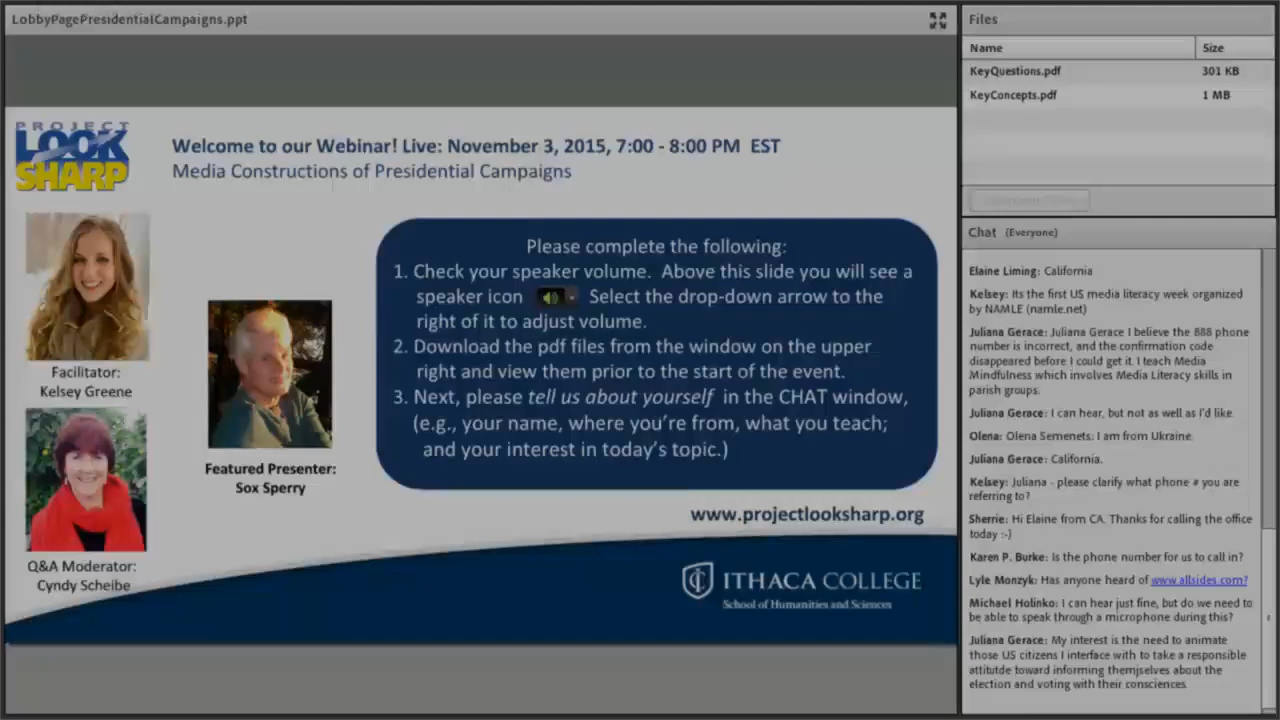 LobbyPagePresidentialCampaigns.ppt
PROJECT
LOOK
SHARP
Welcome to our Webinar! Live: November 3, 2015, 7:00 - 8:00 PM EST
Media Constructions of Presidential Campaigns
Facilitator:
Kelsey Greene
Q&A Moderator:
Cyndy Scheibe
Featured Presenter:
Sox Sperry
Please complete the following:
1. Check your speaker volume. Above this slide you will see a
speaker icon Select the drop-down arrow to the
right of it to adjust volume.
2. Download the pdf files from the window on the upper
right and view them prior to the start of the event.
3. Next, please tell us about yourself in the CHAT window,
(e.g., your name, where you're from, what you teach;
and your interest in today's topic.)
www.projectlooksharp.org
ITHACA COLLEGE
School of Humanities and Sciences
Files
Name Size
KeyQuestions.pdf 301 KB
KeyConcepts.pdf 1 MB
Chat (Everyone)
Elaine Liming: California
Kelsey: Its the first US media literacy week organized
by NAMLE (namle.net)
Juliana Gerace: Juliana Gerace I believe the 888 phone
number is incorrect, and the confirmation code
disappeared before I could get it. I teach Media
Mindfulness which involves Media Literacy skills in
parish groups.
Juliana Gerace: I can hear, but not as well as I'd like.
Olena: Olena Semenets: I am from Ukraine.
Juliana Gerace: California.
Kelsey: Juliana - please clarify what phone # you are
referring to?
Sherrie: Hi Elaine from CA. Thanks for calling the office
today :-)
Karen P. Burke: Is the phone number for us to call in?
Lyle Monzyk: Has anyone heard of www.allsides.com?
Michael Holinko: I can hear just fine, but do we need to
be able to speak through a microphone during this?
Juliana Gerace: My interest is the need to animate
those US citizens I interface with to take a responsible
attitutde toward informing themjselves about the
election and voting with their consciences.